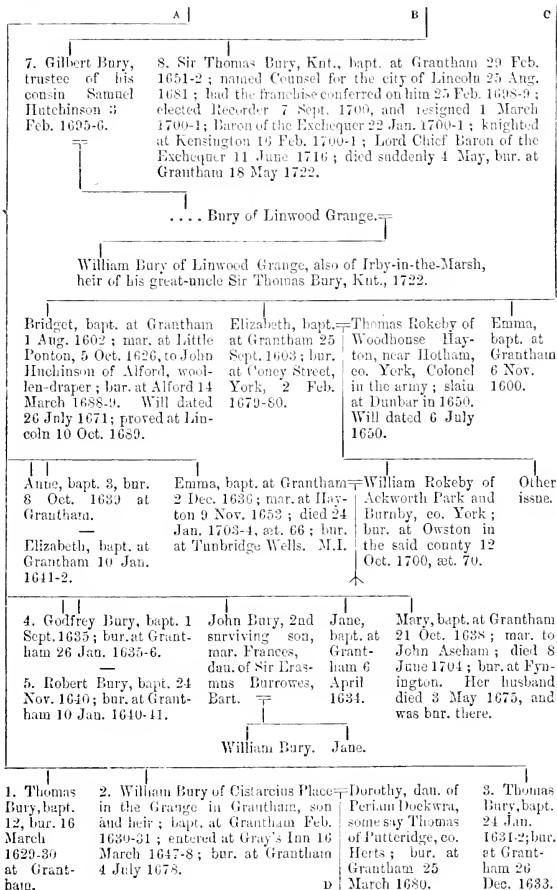 A B C
7. Gilbert Bury,
trustee of his
cousin Samuel
Hutchinson 3
Feb. 1695-6.
8. Sir Thomas Bury, Knt., bapt. at Grantham 29 Feb.
1651-2; named Counsel for the city of Lincoln 25 Aug.
1681; had the franchise conferred on him 25 Feb. 1698-9;
elected Recorder 7 Sept. 1700, and resigned 1 March
1700-1; Baron of the Exchequer 22 Jan. 1700-1; knighted
at Kensington 16 Feb. 1700-1; Lord Chief Baron of the
Exchequer 11 June 1716; died suddenly 4 May, bur. at
Grantham 18 May 1722.
.... Bury of Linwood Grange.=
William Bury of Linwood Grange, also of Irby-in-the-Marsh,
heir of his great-uncle Sir Thomas Bury, Knt., 1722.
Bridget, bapt. at Grantham
1 Aug. 1602; mar. at Little
Ponton, 5 Oct. 1626, to John
Huchinson of Alford, wool-
len-draper; bur. at Alford 14
March 1688-9. Will dated
26 July 1671; proved at Lin-
coln 10 Oct. 1689.
Elizabeth, bapt.=
at Grantham 25
Sept. 1603; bur.
at Coney Street,
York, 2 Feb.
1679-80.
Thomas Rokeby of
Woodhouse Hay-
ton, near Hotham,
co. York, Colonel
in the army; slain
at Dunbar in 1650.
Will dated 6 July
1650.
Emma,
bapt. at
Grantham
6 Nov.
1600.
Anne, bapt. 3, bur.
8 Oct. 1639 at
Grantham.
—
Elizabeth, bapt. at
Grantham 10 Jan.
1641-2.
Emma, bapt. at Grantham=
2 Dec. 1636; mar. at Hay-
ton 9 Nov. 1653; died 24
Jan. 1703-4, æt. 66; bur.
at Tunbridge Wells. M.I.
William Rokeby of
Ackworth Park and
Burnby, co. York;
bur. at Owston in
the said county 12
Oct. 1700, æt. 70.
Other
issue.
4. Godfrey Bury, bapt. 1
Sept. 1635; bur. at Grant-
ham 26 Jan. 1635-6.
—
5. Robert Bury, bapt. 24
Nov. 1640; bur. at Grant-
ham 10 Jan. 1640-41.
John Bury, 2nd
surviving son,
mar. Frances,
dau. of Sir Eras-
mus Burrowes,
Bart. =
Jane,
bapt. at
Grant-
ham 6
April
1634.
Mary, bapt. at Grantham
21 Oct. 1638; mar. to
John Aseham; died 8
June 1704; bur. at Fyn-
ington. Her husband
died 3 May 1675, and
was bur. there.
William Bury. Jane.
1. Thomas
Bury, bapt.
12, bur. 16
March
1629-30
at Grant-
ham.
2. William Bury of Cistarcius Place=
in the Grange in Grantham, son
and heir; bapt. at Grantham Feb.
1630-31; entered at Gray's Inn 16
March 1647-8; bur. at Grantham
4 July 1678.
D
Dorothy, dau. of
Periam Dockwra,
some say Thomas
of Putteridge, co.
Herts; bur. at
Grantham 25
March 1680.
3. Thomas
Bury, bapt.
24 Jan.
1631-2; bur.
at Grant-
ham 26
Dec. 1633.